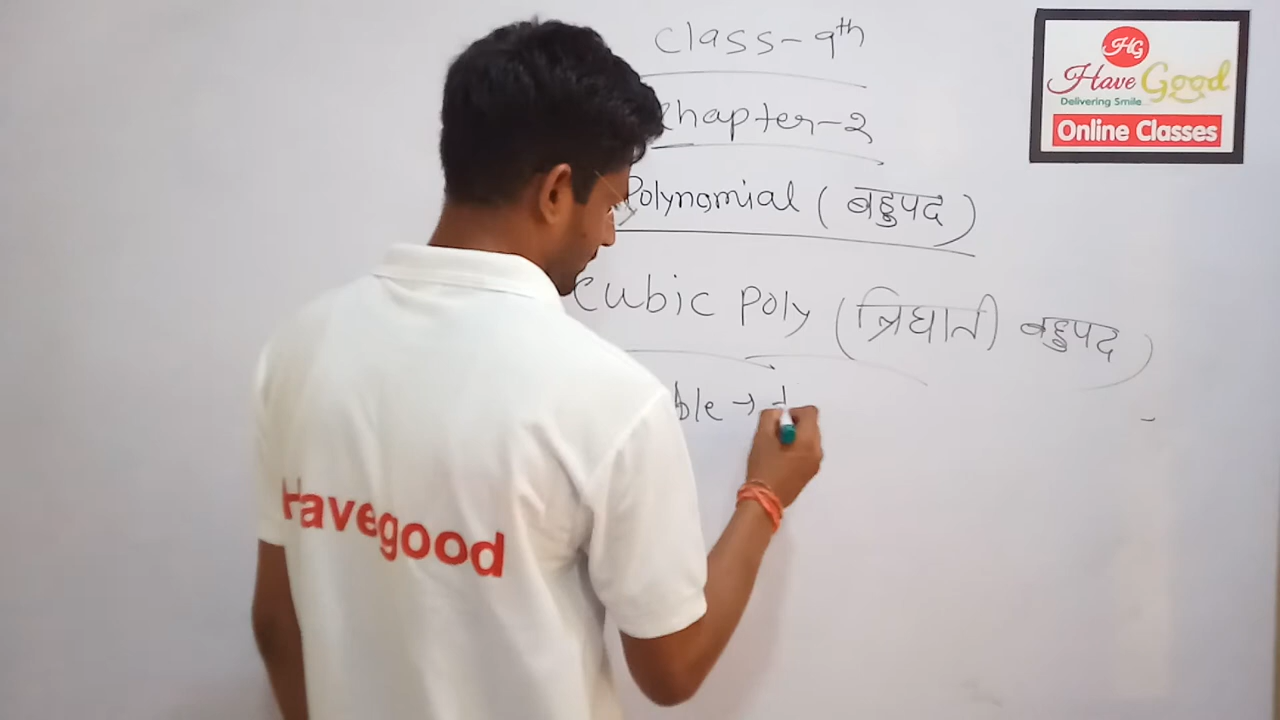 Class-9th
Chapter-2
Polynomial (बहुपद)
Cubic Poly (त्रिघाती बहुपद)
HG
Have Good
Delivering Smile
Online Classes
Havegood